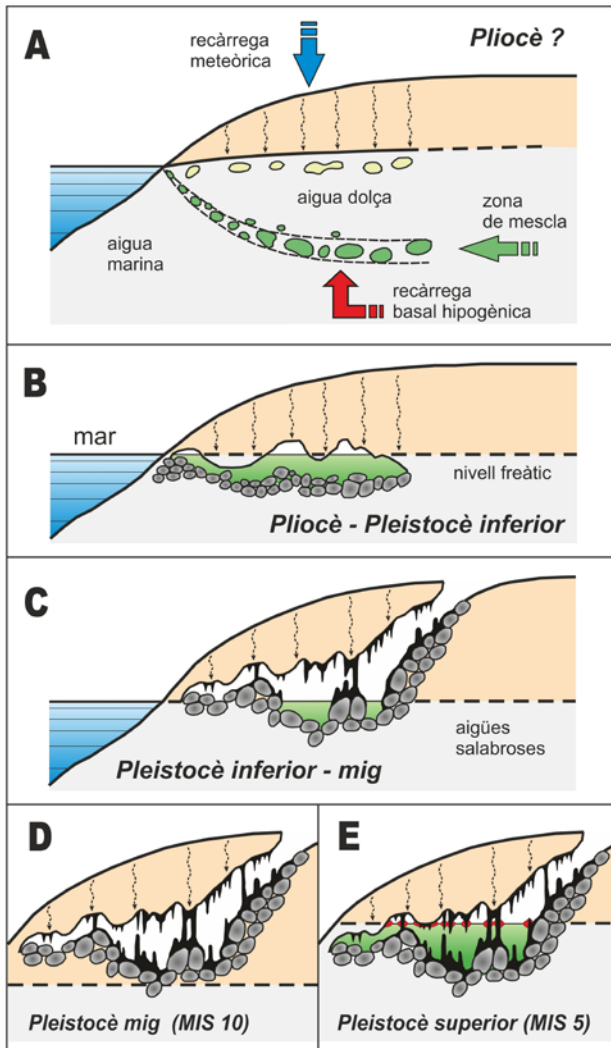 A
recàrrega
meteòrica
Pliocè ?
aigua dolça
zona
de mescla
aigua
marina
recàrrega
basal hipogènica
B
mar
nivell freàtic
Pliocè - Pleistocè inferior
C
aigües
salabroses
Pleistocè inferior - mig
D
Pleistocè mig (MIS 10)
E
Pleistocè superior (MIS 5)